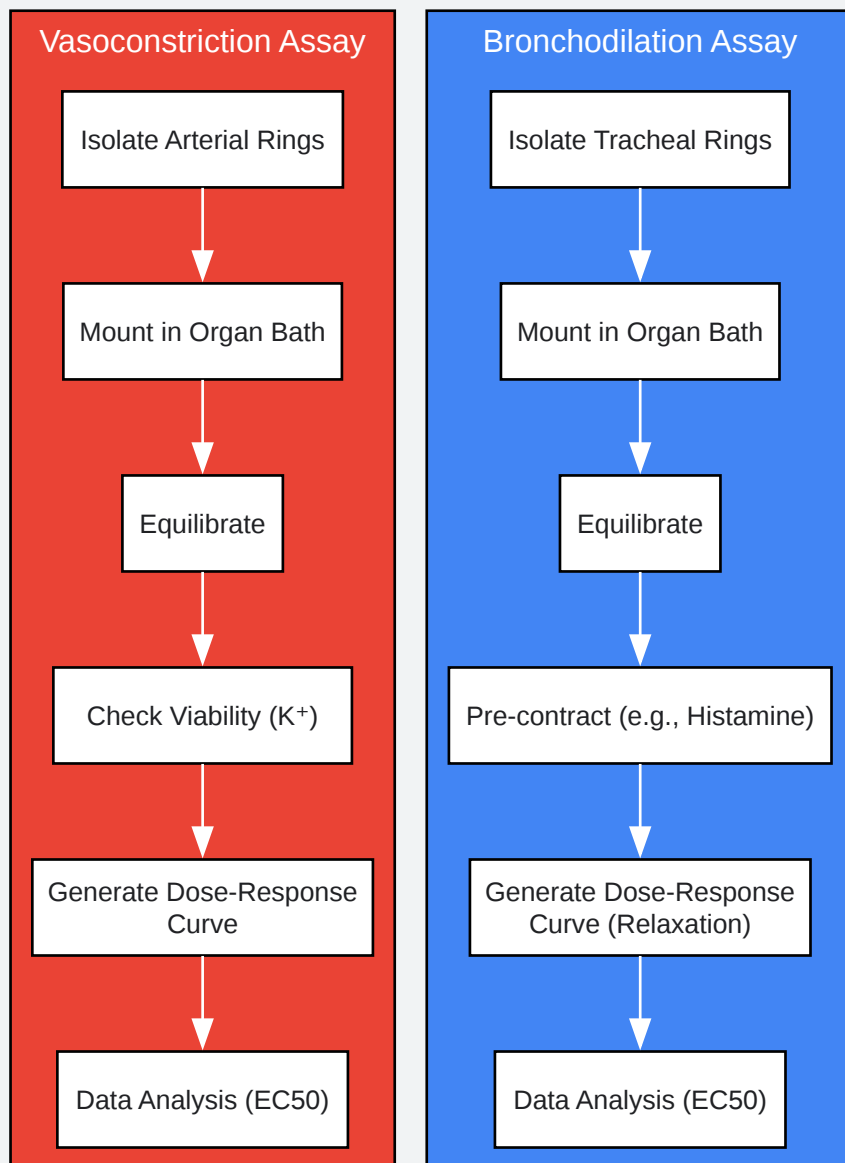 Vasoconstriction Assay
Isolate Arterial Rings
Mount in Organ Bath
Equilibrate
Check Viability (K⁺)
Generate Dose-Response
Curve
Data Analysis (EC50)
Bronchodilation Assay
Isolate Tracheal Rings
Mount in Organ Bath
Equilibrate
Pre-contract (e.g., Histamine)
Generate Dose-Response
Curve (Relaxation)
Data Analysis (EC50)